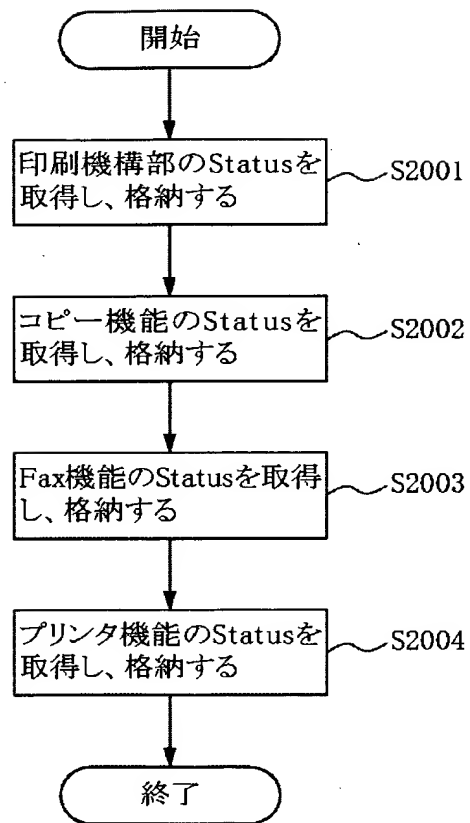 開始
印刷機構部のStatusを
取得し、格納する
S2001
コピー機能のStatusを
取得し、格納する
S2002
Fax機能のStatusを取得
し、格納する
S2003
プリンタ機能のStatusを
取得し、格納する
S2004
終了